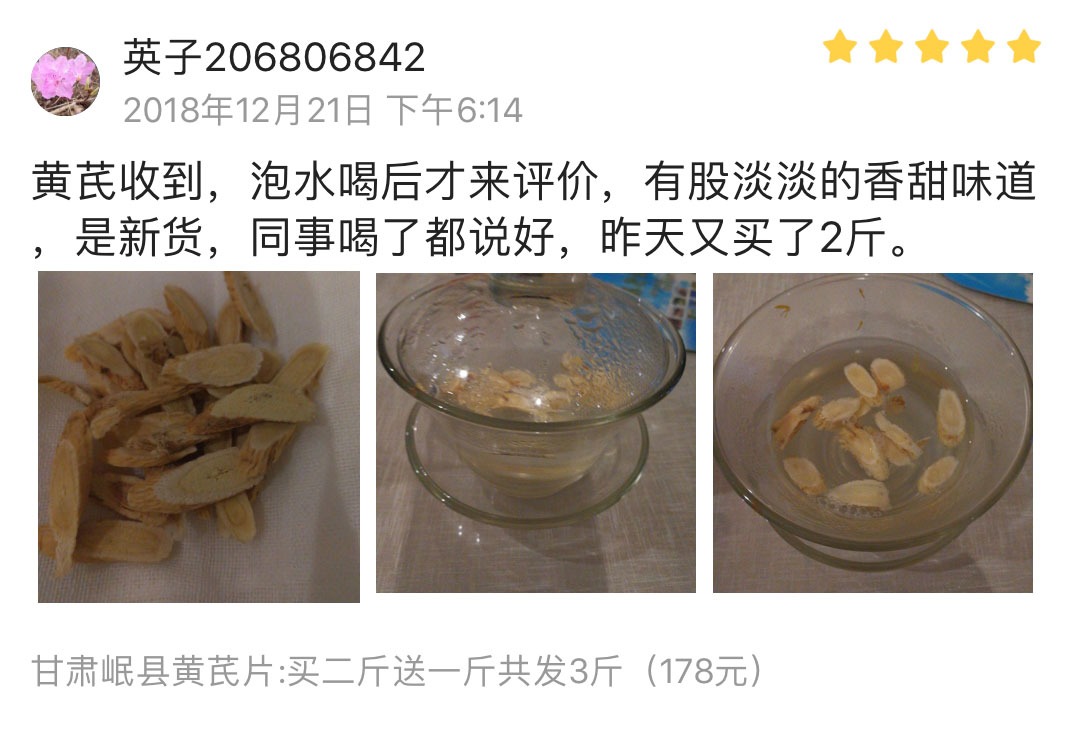 英子206806842
2018年12月21日 下午6:14
黄芪收到，泡水喝后才来评价，有股淡淡的香甜味道
，是新货，同事喝了都说好，昨天又买了2斤。
甘肃岷县黄芪片:买二斤送一斤共发3斤（178元）